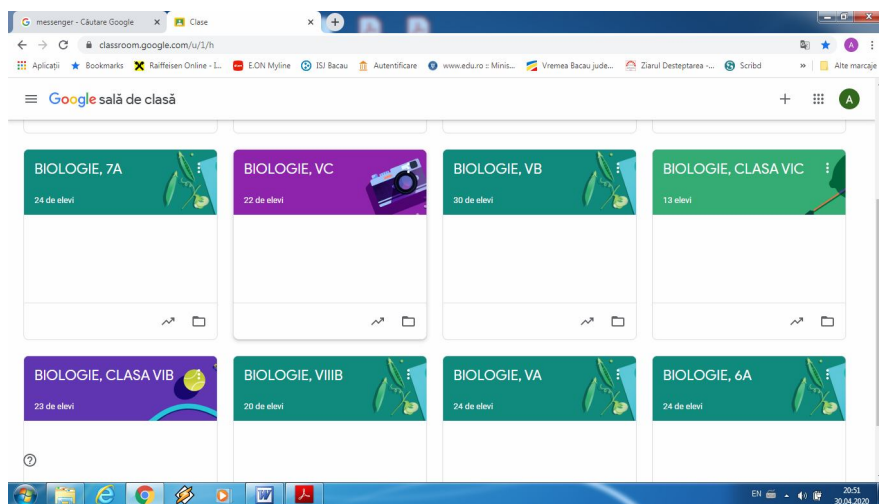 messenger - Căutare Google
Clase
classroom.google.com/u/1/h
Aplicații Bookmarks Raiffeisen Online - I... E.ON Myline ISJ Bacau Autentificare www.edu.ro :: Minis... Vremea Bacau jude... Ziarul Desteptarea -... Scribd » Alte marcaje
Google sală de clasă
A
BIOLOGIE, 7A
24 de elevi
BIOLOGIE, VC
22 de elevi
BIOLOGIE, VB
30 de elevi
BIOLOGIE, CLASA VIC
13 elevi
BIOLOGIE, CLASA VIB
23 de elevi
BIOLOGIE, VIIIB
20 de elevi
BIOLOGIE, VA
24 de elevi
BIOLOGIE, 6A
24 de elevi
EN
20:51
30.04.2020